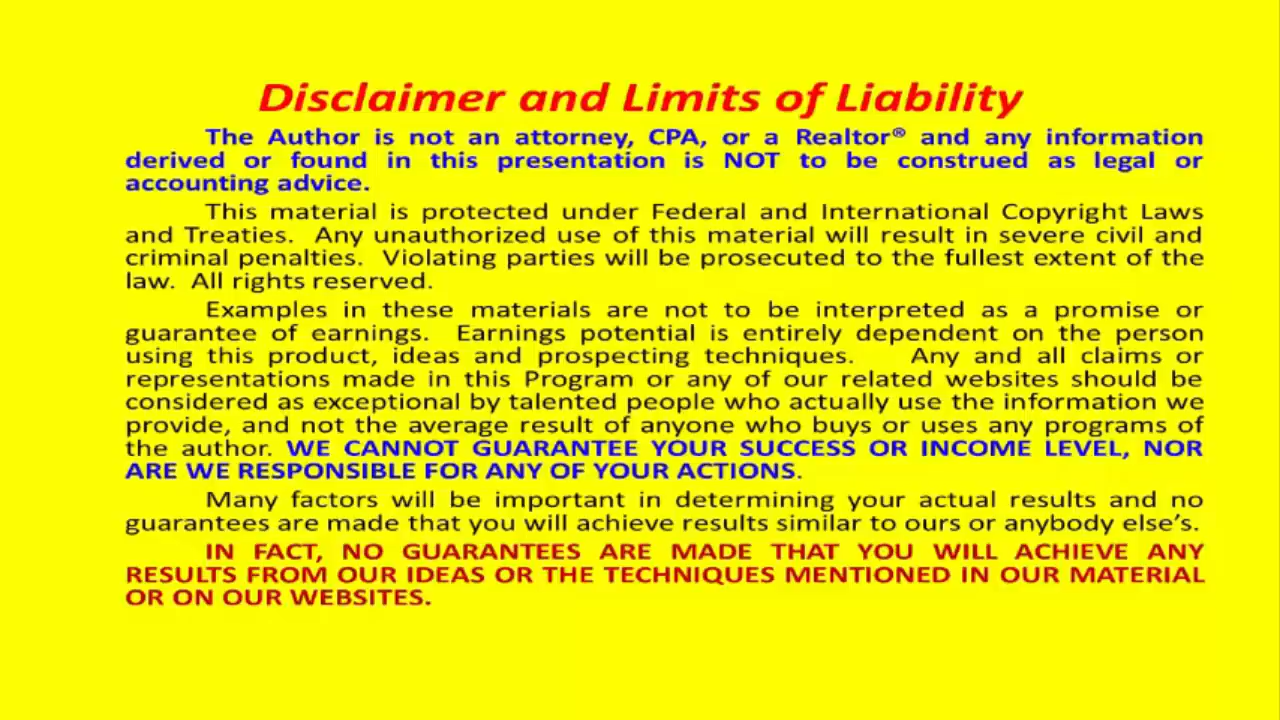 Disclaimer and Limits of Liability
The Author is not an attorney, CPA, or a Realtor® and any information
derived or found in this presentation is NOT to be construed as legal or
accounting advice.
This material is protected under Federal and International Copyright Laws
and Treaties. Any unauthorized use of this material will result in severe civil and
criminal penalties. Violating parties will be prosecuted to the fullest extent of the
law. All rights reserved.
Examples in these materials are not to be interpreted as a promise or
guarantee of earnings. Earnings potential is entirely dependent on the person
using this product, ideas and prospecting techniques. Any and all claims or
representations made in this Program or any of our related websites should be
considered as exceptional by talented people who actually use the information we
provide, and not the average result of anyone who buys or uses any programs of
the author. WE CANNOT GUARANTEE YOUR SUCCESS OR INCOME LEVEL, NOR
ARE WE RESPONSIBLE FOR ANY OF YOUR ACTIONS.
Many factors will be important in determining your actual results and no
guarantees are made that you will achieve results similar to ours or anybody else’s.
IN FACT, NO GUARANTEES ARE MADE THAT YOU WILL ACHIEVE ANY
RESULTS FROM OUR IDEAS OR THE TECHNIQUES MENTIONED IN OUR MATERIAL
OR ON OUR WEBSITES.